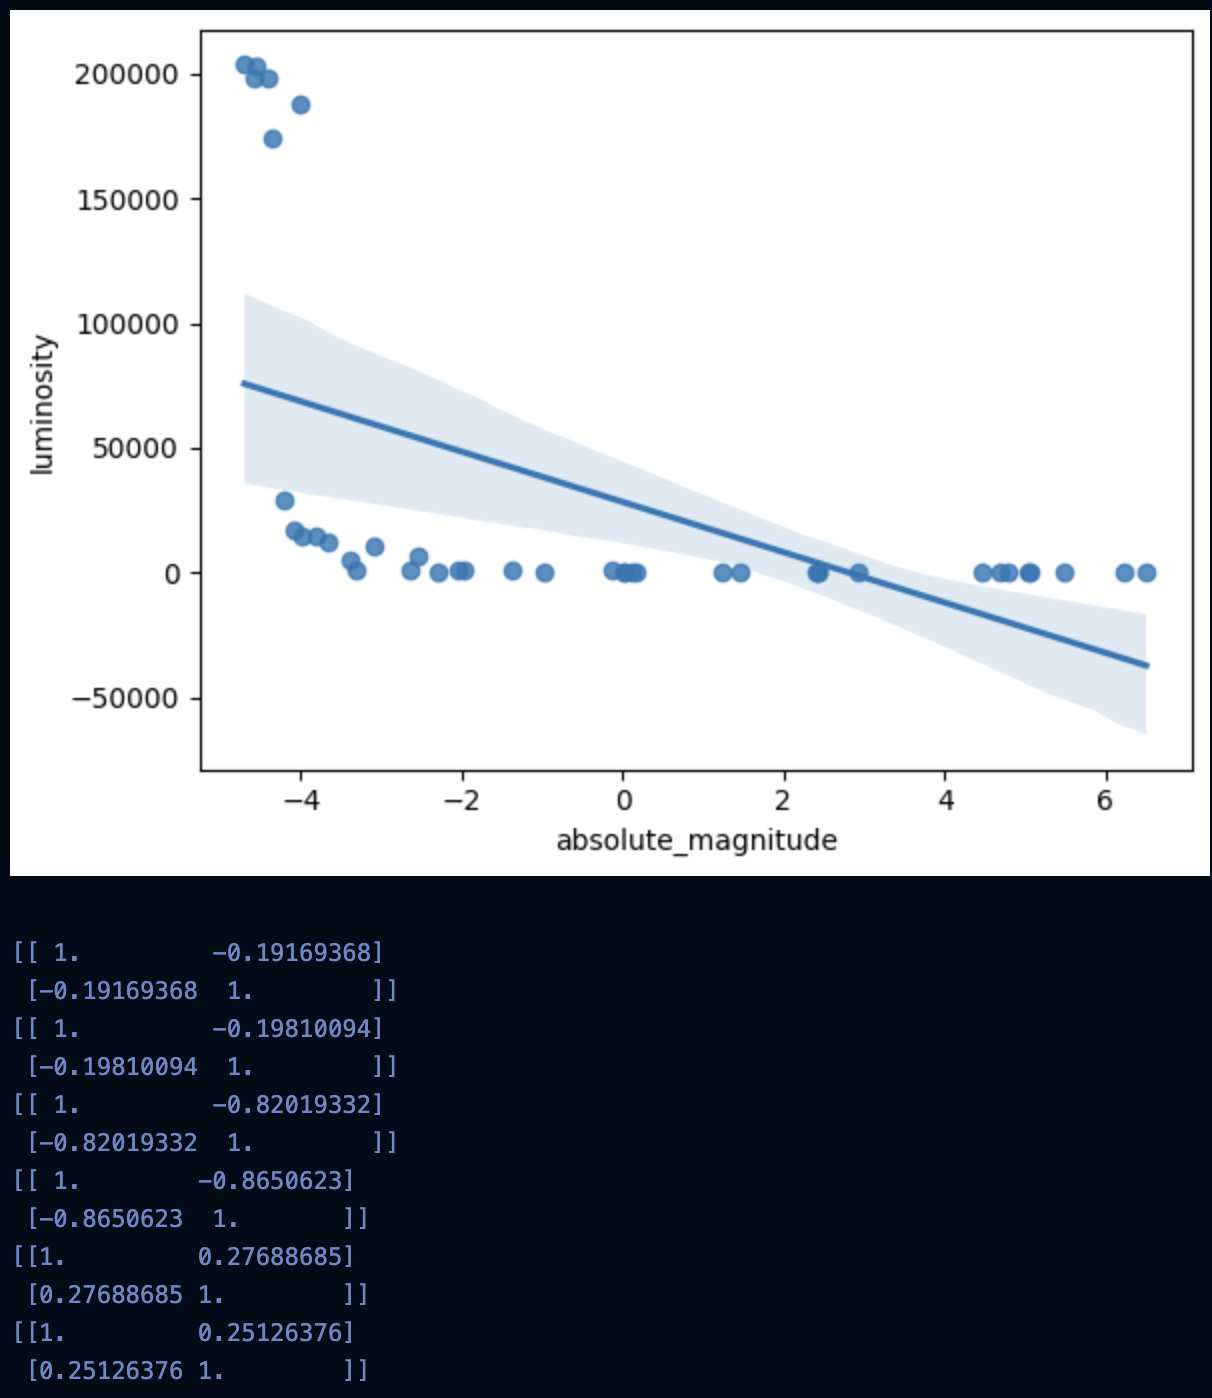 200000
150000
100000
50000
0
−50000
luminosity
−4 −2 0 2 4 6
absolute_magnitude
[[ 1.         -0.19169368]
 [-0.19169368  1.        ]]
[[ 1.         -0.19810094]
 [-0.19810094  1.        ]]
[[ 1.         -0.82019332]
 [-0.82019332  1.        ]]
[[ 1.        -0.8650623]
 [-0.8650623  1.       ]]
[[1.         0.27688685]
 [0.27688685 1.        ]]
[[1.         0.25126376]
 [0.25126376 1.        ]]